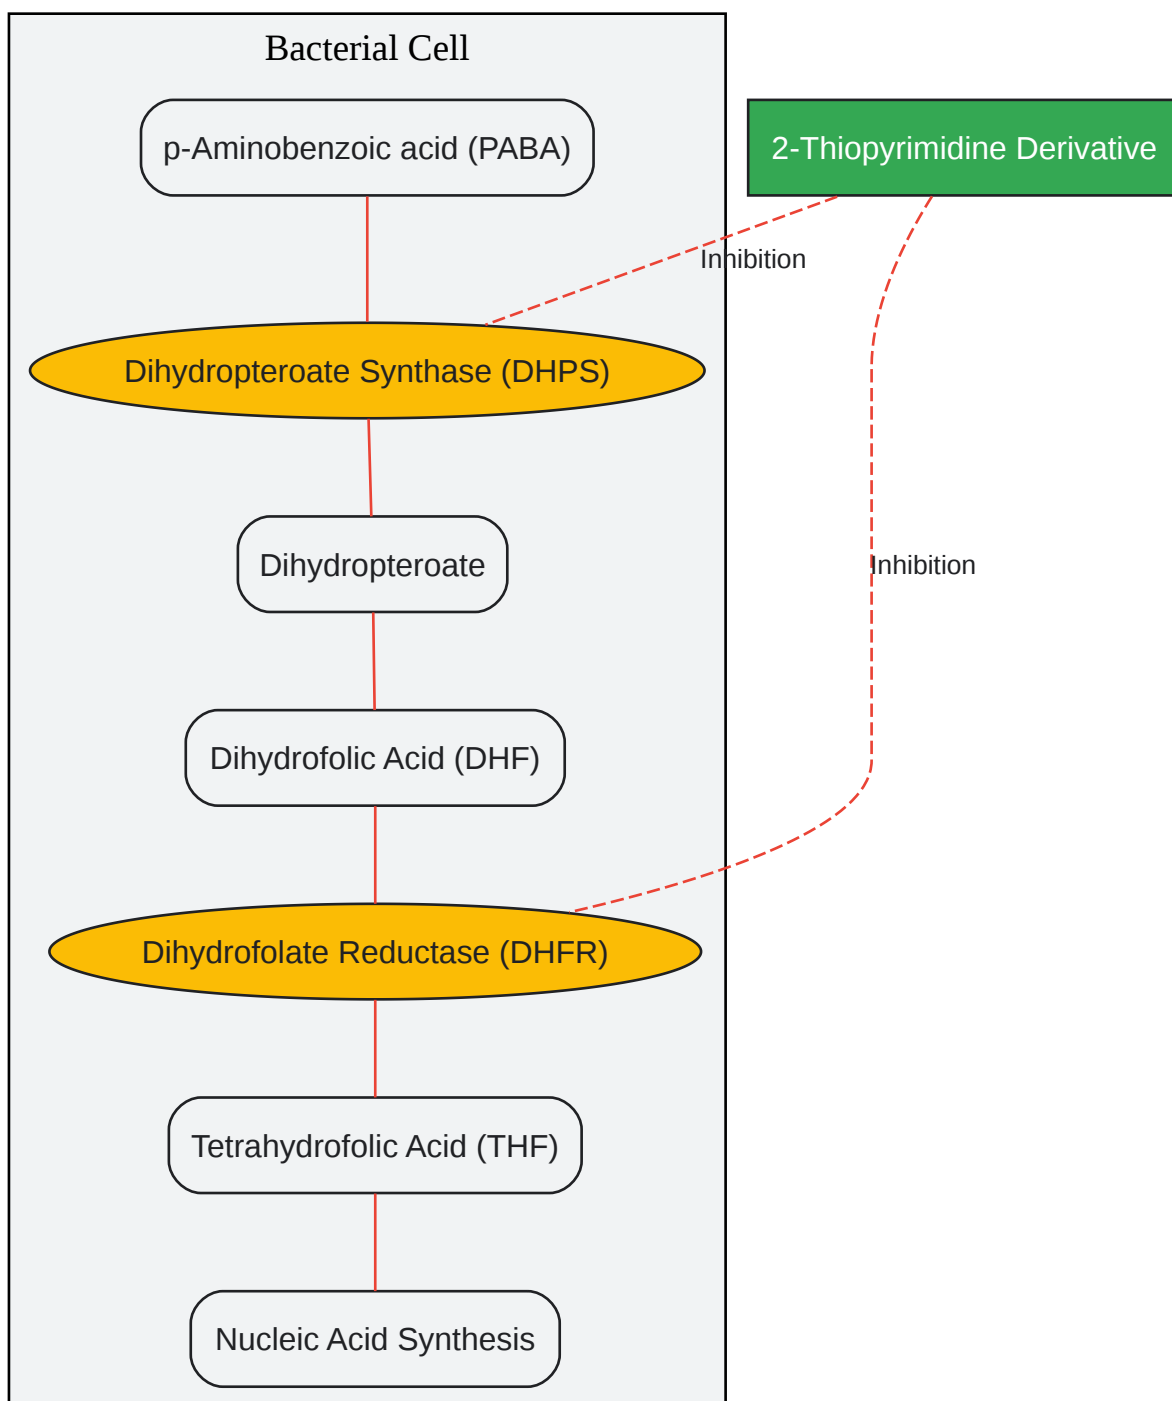 Bacterial Cell
p-Aminobenzoic acid (PABA)
2-Thiopyrimidine Derivative
Inhibition
Dihydropteroate Synthase (DHPS)
Dihydropteroate
Inhibition
Dihydrofolic Acid (DHF)
Dihydrofolate Reductase (DHFR)
Tetrahydrofolic Acid (THF)
Nucleic Acid Synthesis